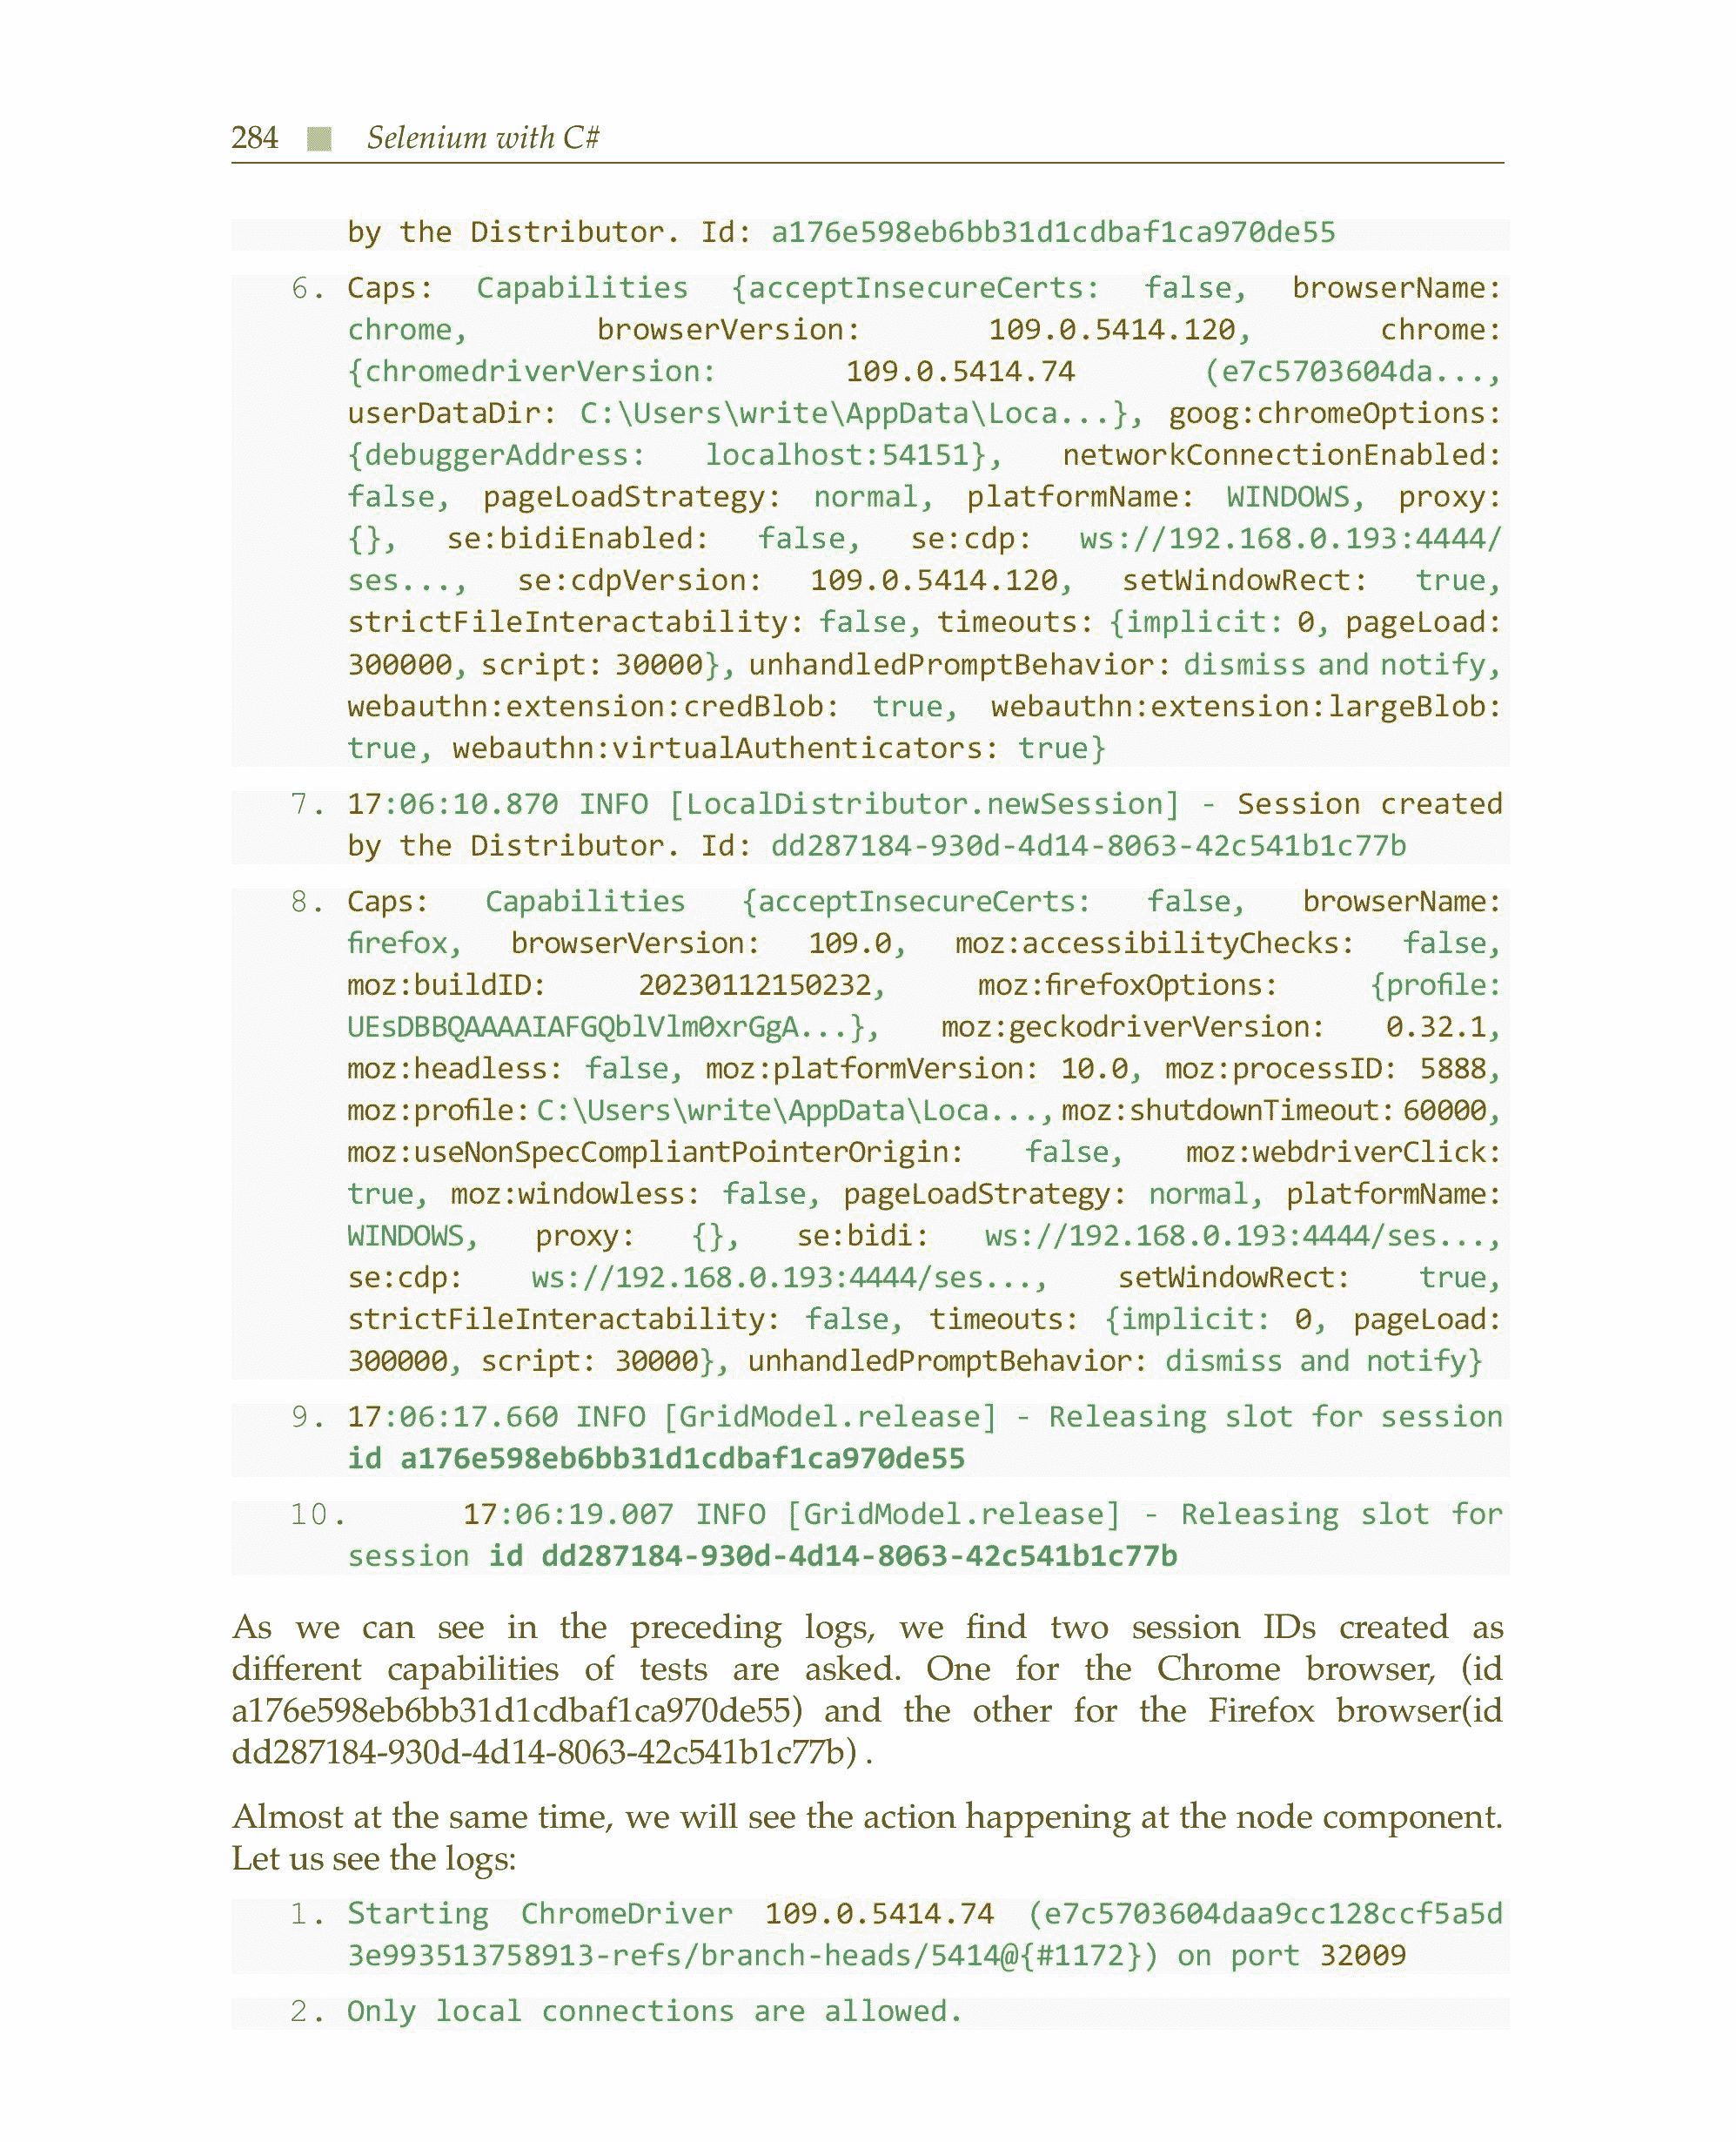 284 Selenium with C#
by the Distributor. Id: a176e598eb6bb31d1cdbaf1ca970de55
6. Caps: Capabilities {acceptInsecureCerts: false, browserName:
chrome, browserVersion: 109.0.5414.120, chrome:
{chromedriverVersion: 109.0.5414.74 (e7c5703604da...,
userDataDir: C:\Users\write\AppData\Loca...}, goog:chromeOptions:
{debuggerAddress: localhost:54151}, networkConnectionEnabled:
false, pageLoadStrategy: normal, platformName: WINDOWS, proxy:
{}, se:bidiEnabled: false, se:cdp: ws://192.168.0.193:4444/
ses..., se:cdpVersion: 109.0.5414.120, setWindowRect: true,
strictFileInteractability: false, timeouts: {implicit: 0, pageLoad:
300000, script: 30000}, unhandledPromptBehavior: dismiss and notify,
webauthn:extension:credBlob: true, webauthn:extension:largeBlob:
true, webauthn:virtualAuthenticators: true}
7. 17:06:10.870 INFO [LocalDistributor.newSession] - Session created
by the Distributor. Id: dd287184-930d-4d14-8063-42c541b1c77b
8. Caps: Capabilities {acceptInsecureCerts: false, browserName:
firefox, browserVersion: 109.0, moz:accessibilityChecks: false,
moz:buildID: 20230112150232, moz:firefoxOptions: {profile:
UEsDBBQAAAAIAFGQblVlm0xrGgA...}, moz:geckodriverVersion: 0.32.1,
moz:headless: false, moz:platformVersion: 10.0, moz:processID: 5888,
moz:profile: C:\Users\write\AppData\Loca..., moz:shutdownTimeout: 60000,
moz:useNonSpecCompliantPointerOrigin: false, moz:webdriverClick:
true, moz:windowless: false, pageLoadStrategy: normal, platformName:
WINDOWS, proxy: {}, se:bidi: ws://192.168.0.193:4444/ses...,
se:cdp: ws://192.168.0.193:4444/ses..., setWindowRect: true,
strictFileInteractability: false, timeouts: {implicit: 0, pageLoad:
300000, script: 30000}, unhandledPromptBehavior: dismiss and notify}
9. 17:06:17.660 INFO [GridModel.release] - Releasing slot for session
id a176e598eb6bb31d1cdbaf1ca970de55
10. 17:06:19.007 INFO [GridModel.release] - Releasing slot for
session id dd287184-930d-4d14-8063-42c541b1c77b
As we can see in the preceding logs, we find two session IDs created as
different capabilities of tests are asked. One for the Chrome browser, (id
a176e598eb6bb31d1cdbaf1ca970de55) and the other for the Firefox browser(id
dd287184-930d-4d14-8063-42c541b1c77b) .
Almost at the same time, we will see the action happening at the node component.
Let us see the logs:
1. Starting ChromeDriver 109.0.5414.74 (e7c5703604daa9cc128ccf5a5d
3e993513758913-refs/branch-heads/5414@{#1172}) on port 32009
2. Only local connections are allowed.